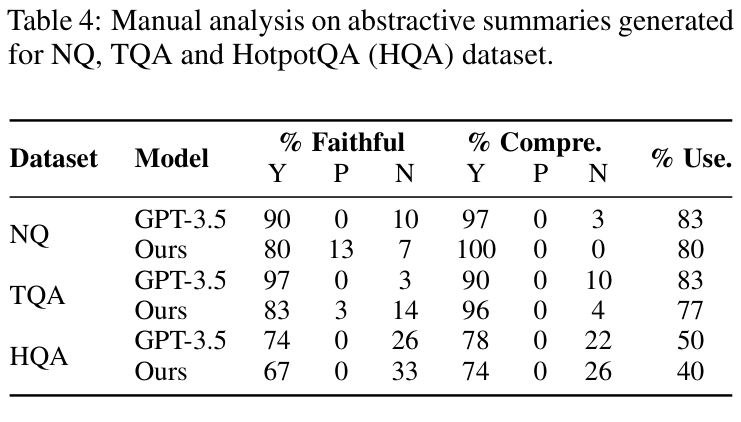 Table 4: Manual analysis on abstractive summaries generated
for NQ, TQA and HotpotQA (HQA) dataset.
Dataset Model % Faithful % Compre. % Use.
Y P N Y P N
NQ GPT-3.5 90 0 10 97 0 3 83
Ours 80 13 7 100 0 0 80
TQA GPT-3.5 97 0 3 90 0 10 83
Ours 83 3 14 96 0 4 77
HQA GPT-3.5 74 0 26 78 0 22 50
Ours 67 0 33 74 0 26 40